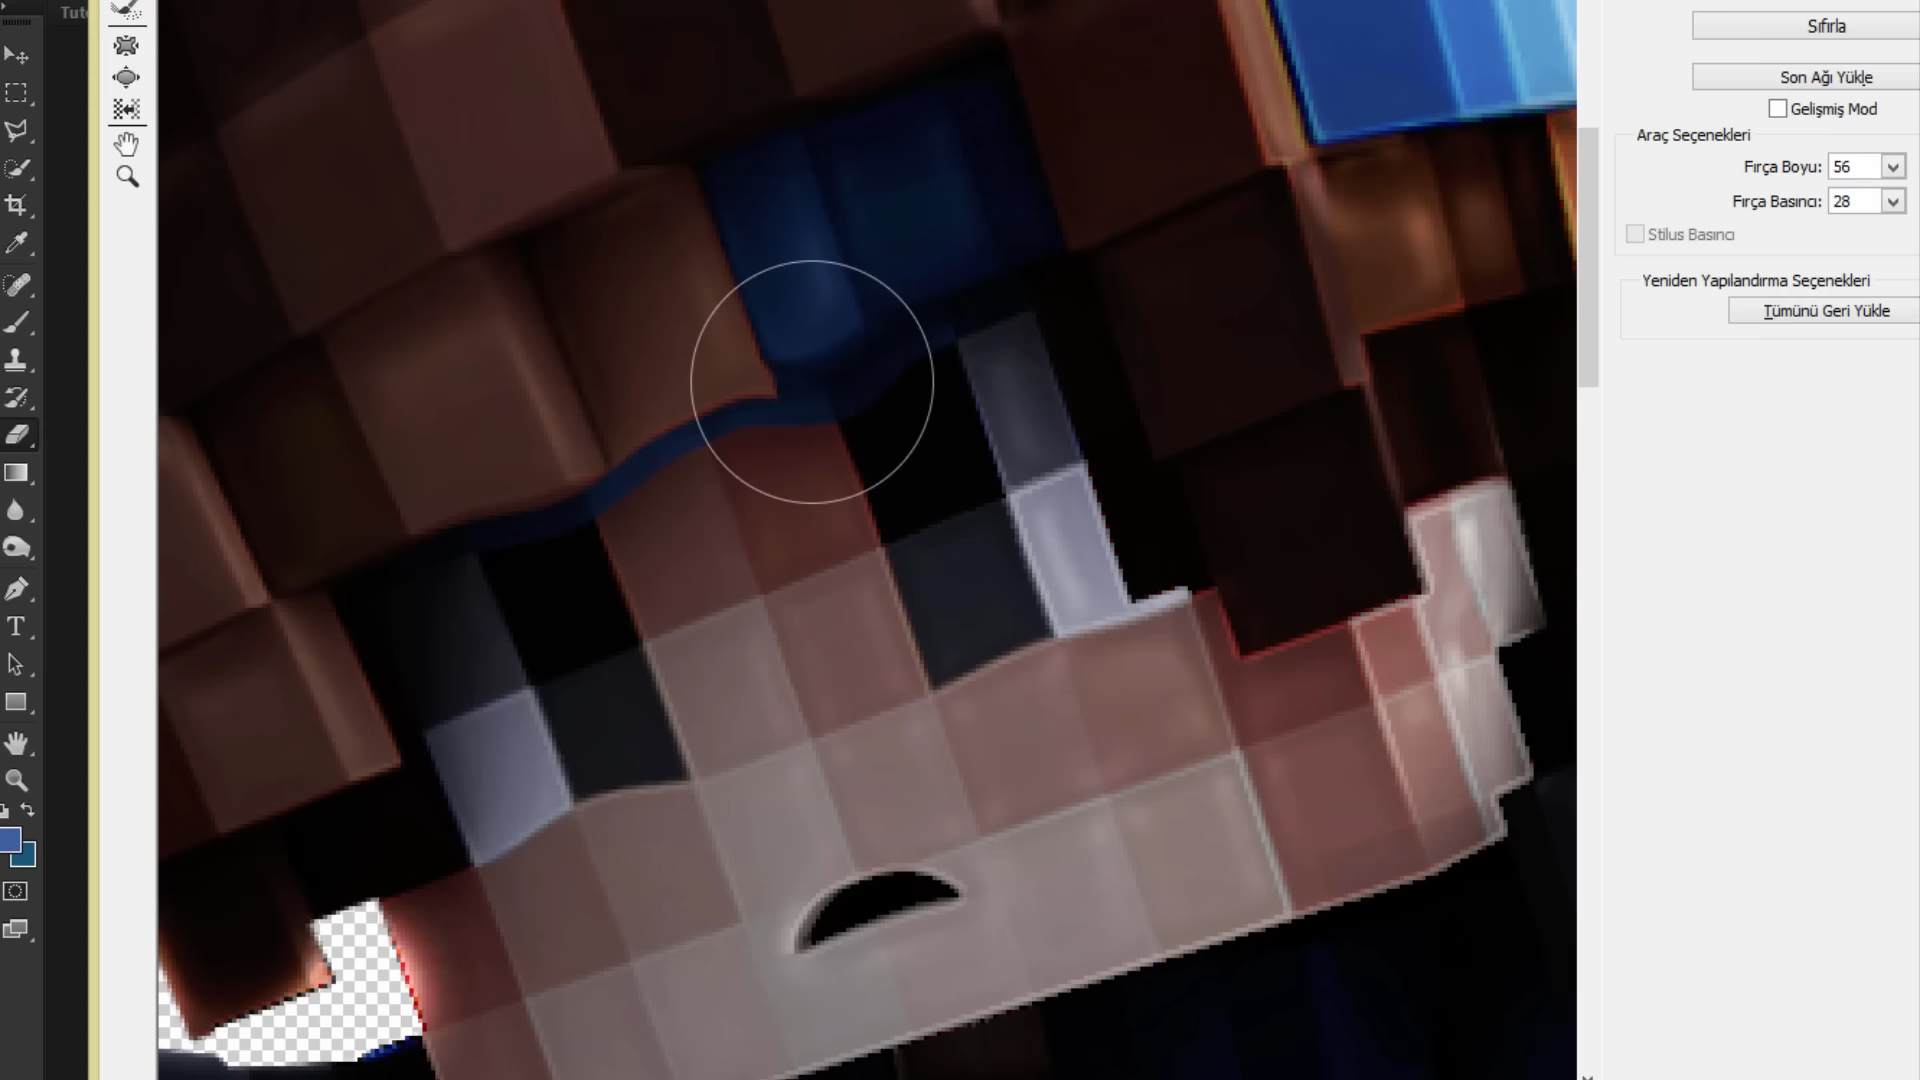 Tut
Sıfırla
Son Ağı Yükle
Gelişmiş Mod
Araç Seçenekleri
Fırça Boyu: 56
Fırça Basıncı: 28
Stilus Basıncı
Yeniden Yapılandırma Seçenekleri
Tümünü Geri Yükle